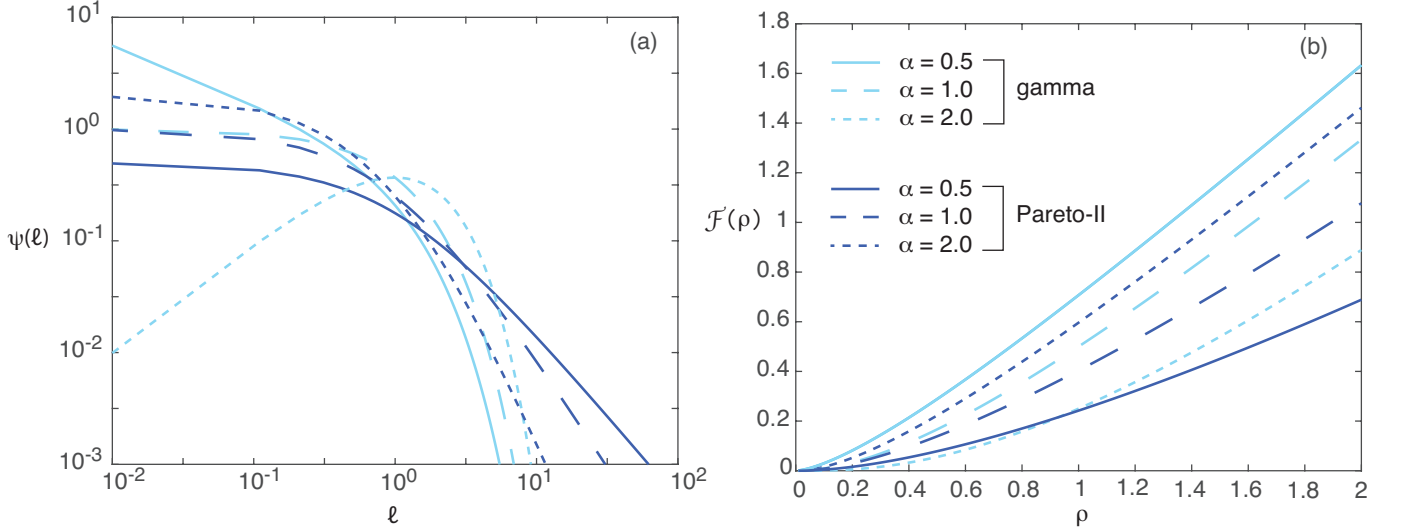 (a)
10^1
10^0
10^-1
10^-2
10^-3
ψ(ℓ)
10^-2 10^-1 10^0 10^1 10^2
ℓ
(b)
1.8
1.6
1.4
1.2
1
0.8
0.6
0.4
0.2
0
ℱ(ρ)
α = 0.5
α = 1.0 gamma
α = 2.0
α = 0.5
α = 1.0 Pareto-II
α = 2.0
0 0.2 0.4 0.6 0.8 1 1.2 1.4 1.6 1.8 2
ρ